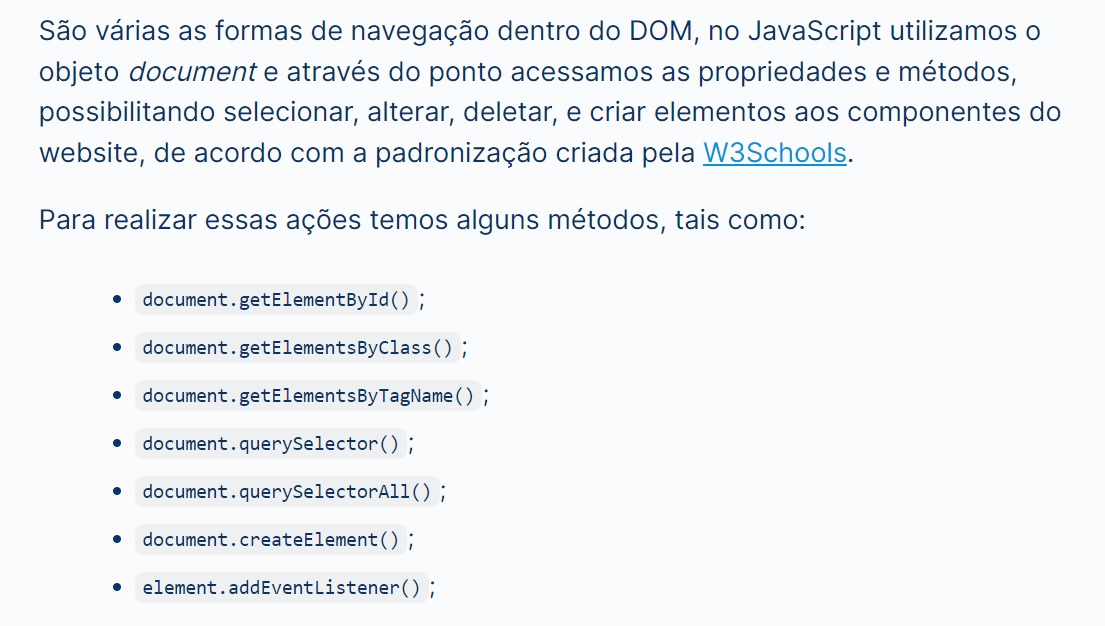 São várias as formas de navegação dentro do DOM, no JavaScript utilizamos o
objeto document e através do ponto acessamos as propriedades e métodos,
possibilitando selecionar, alterar, deletar, e criar elementos aos componentes do
website, de acordo com a padronização criada pela W3Schools.
Para realizar essas ações temos alguns métodos, tais como:
• document.getElementById();
• document.getElementsByClass();
• document.getElementsByTagName();
• document.querySelector();
• document.querySelectorAll();
• document.createElement();
• element.addEventListener();